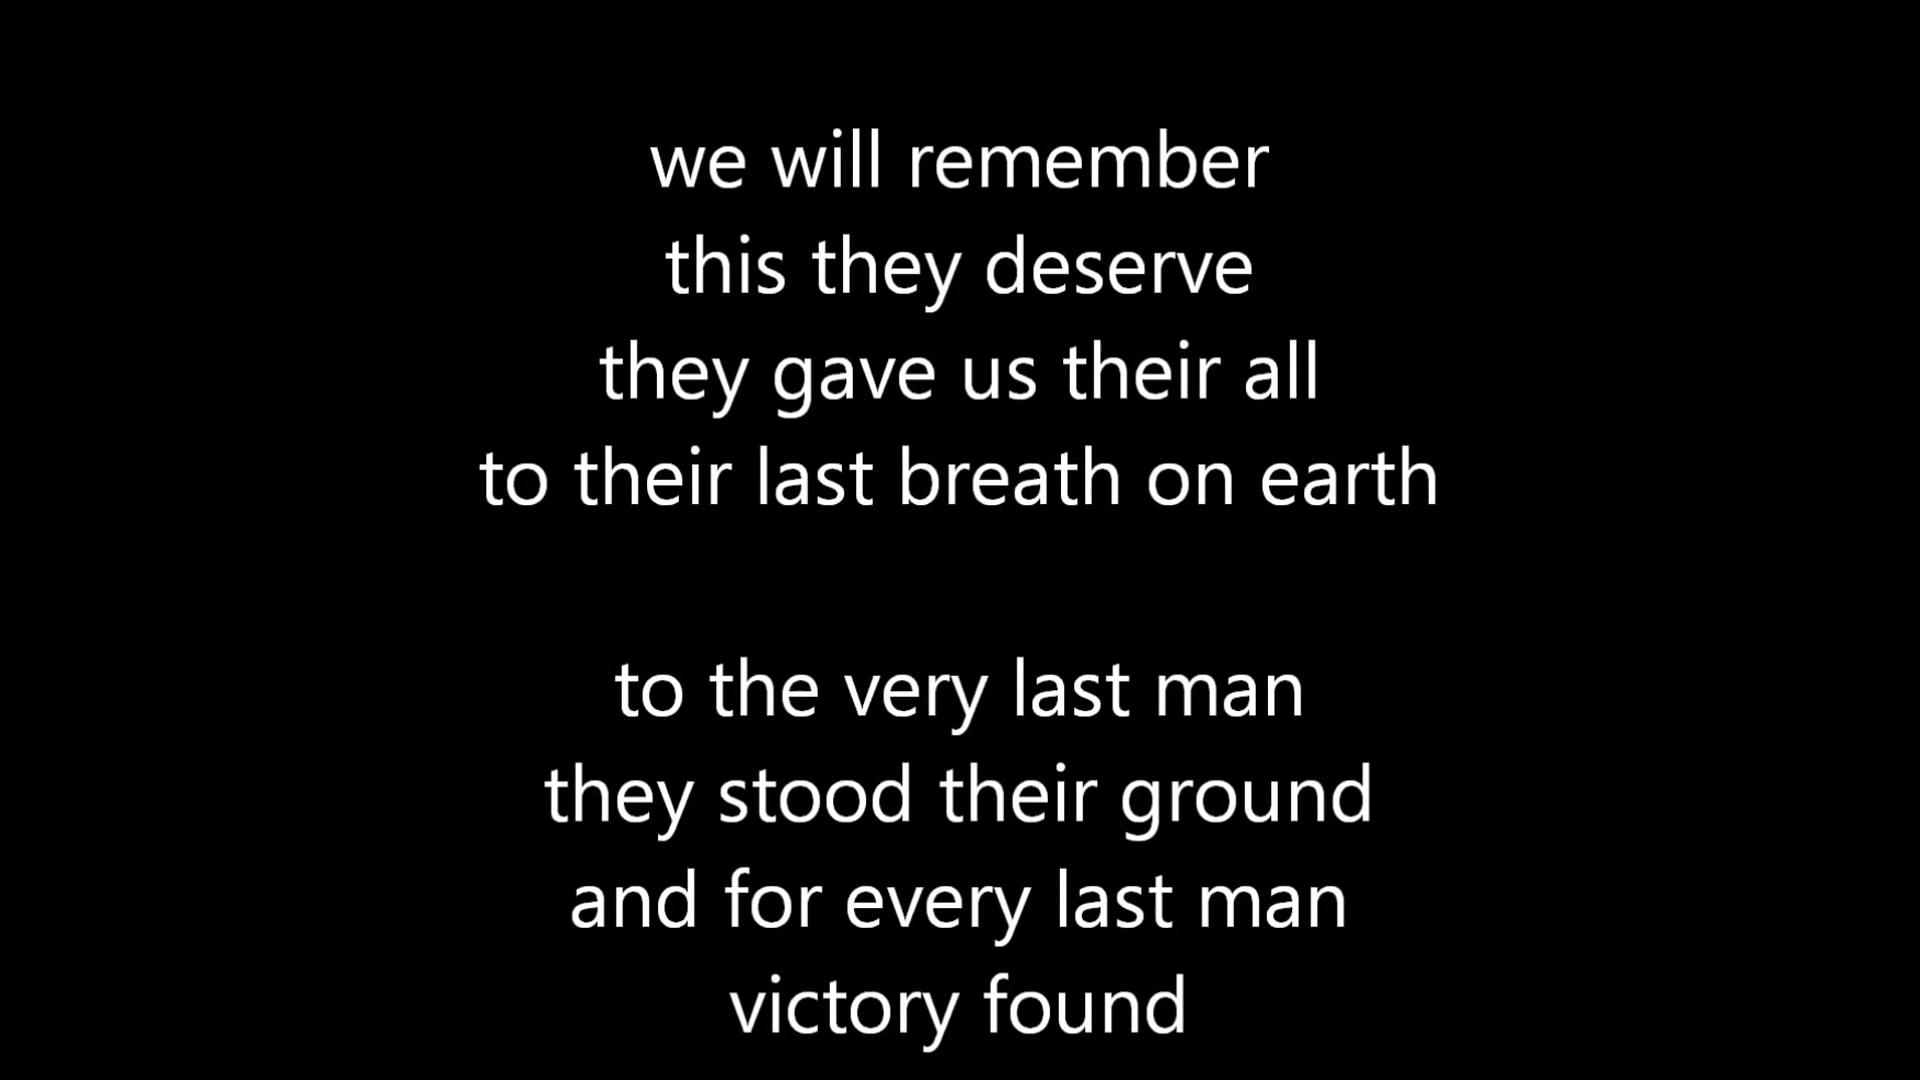 we will remember
this they deserve
they gave us their all
to their last breath on earth
to the very last man
they stood their ground
and for every last man
victory found